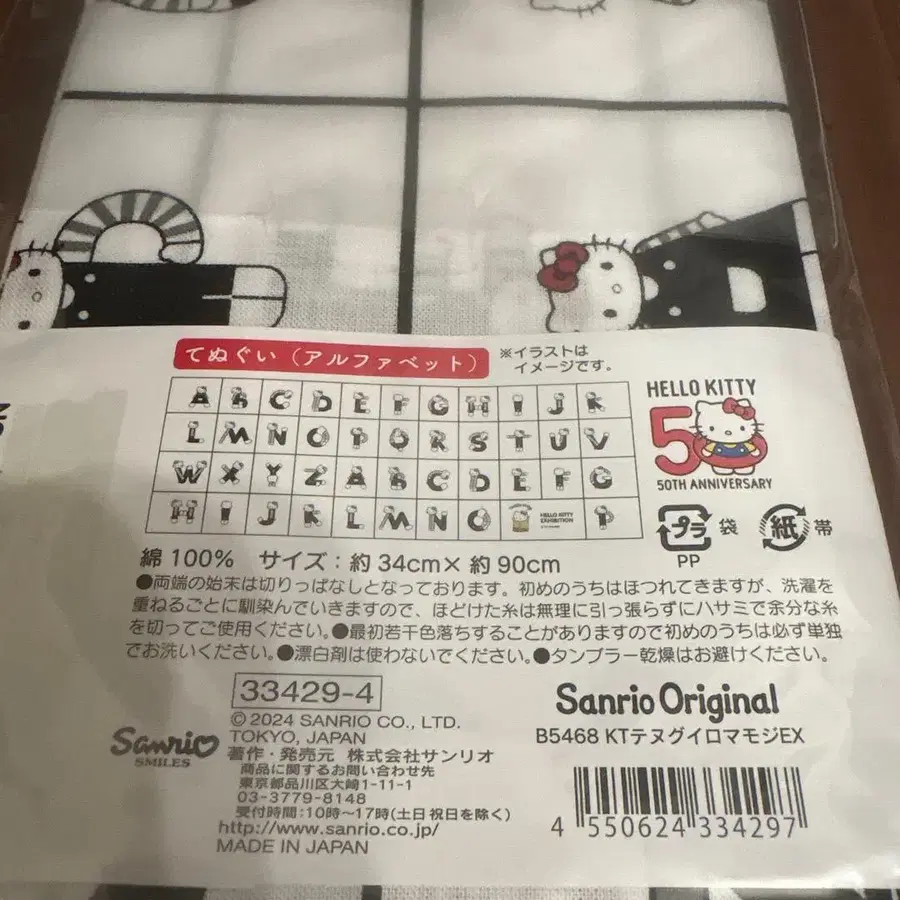 てぬぐい（アルファベット）
※イラストは
イメージです。
A B C D E F G H I J K
L M N O P Q R S T U V
W X Y Z A B C D E F G
H I J K L M N O HELLO KITTY EXHIBITION P
HELLO KITTY
50
50TH ANNIVERSARY
プラ 袋 紙 帯
PP
綿 100%　サイズ：約 34cm× 約 90cm
●両端の始末は切りっぱなしとなっております。初めのうちはほつれてきますが、洗濯を
重ねるごとに馴染んでいきますので、ほどけた糸は無理に引っ張らずにハサミで余分な糸
を切ってご使用ください。●最初若干色落ちすることがありますので初めのうちは必ず単独
でお洗いください。●漂白剤は使わないでください。●タンブラー乾燥はお避けください。
33429-4
© 2024 SANRIO CO., LTD.
TOKYO, JAPAN
Sanrio
SMILES
著作・発売元 株式会社サンリオ
商品に関するお問い合わせ先
東京都品川区大崎1-11-1
03-3779-8148
受付時間：10時〜17時(土日祝日を除く)
http://www.sanrio.co.jp/
MADE IN JAPAN
Sanrio Original
B5468 KTテヌグイロマモジEX
4 550624 334297